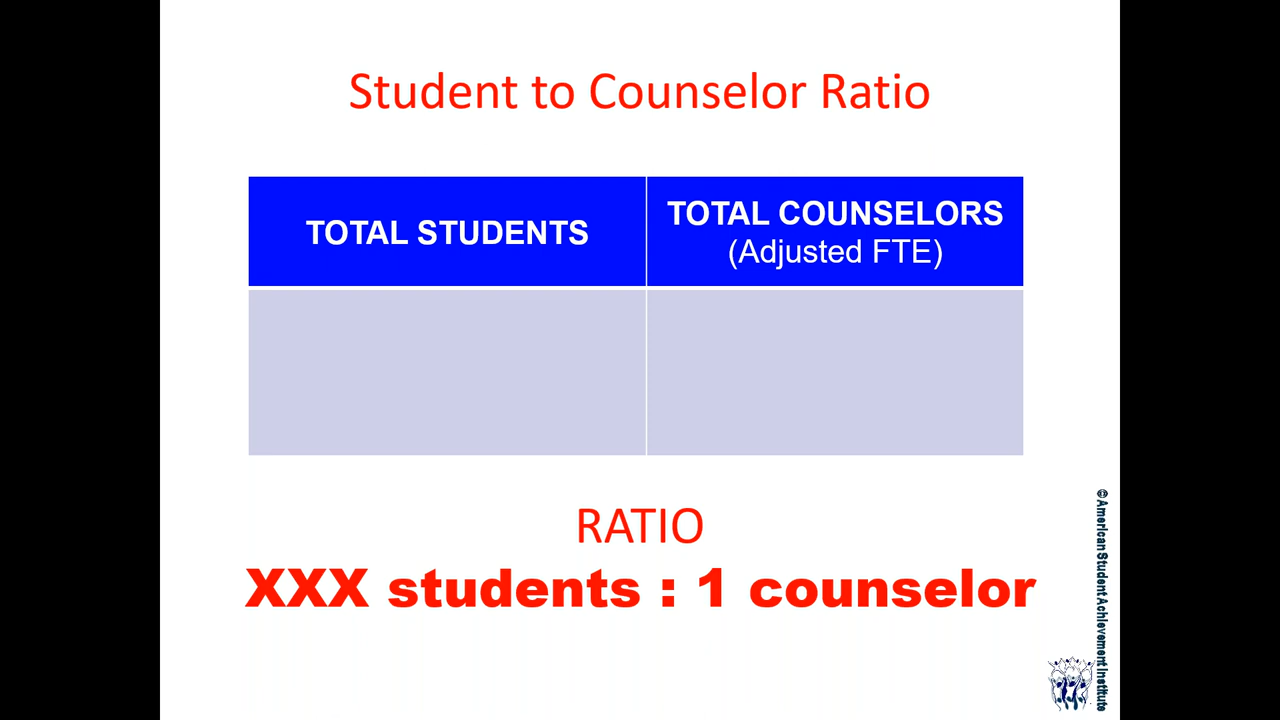 Student to Counselor Ratio
TOTAL STUDENTS
TOTAL COUNSELORS
(Adjusted FTE)
RATIO
XXX students : 1 counselor
© American Student Achievement Institute